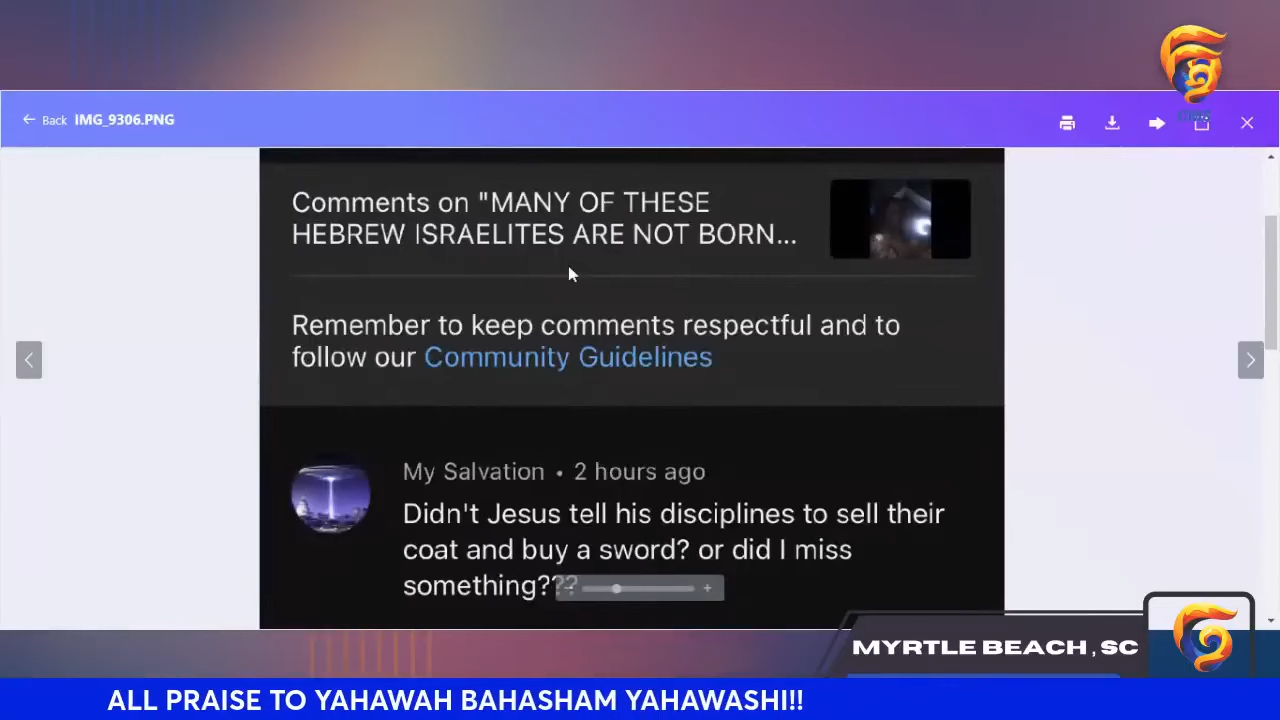 Back IMG_9306.PNG
Comments on "MANY OF THESE
HEBREW ISRAELITES ARE NOT BORN...
Remember to keep comments respectful and to
follow our Community Guidelines
My Salvation • 2 hours ago
Didn't Jesus tell his disciplines to sell their
coat and buy a sword? or did I miss
something???
MYRTLE BEACH , SC
ALL PRAISE TO YAHAWAH BAHASHAM YAHAWASHI!!